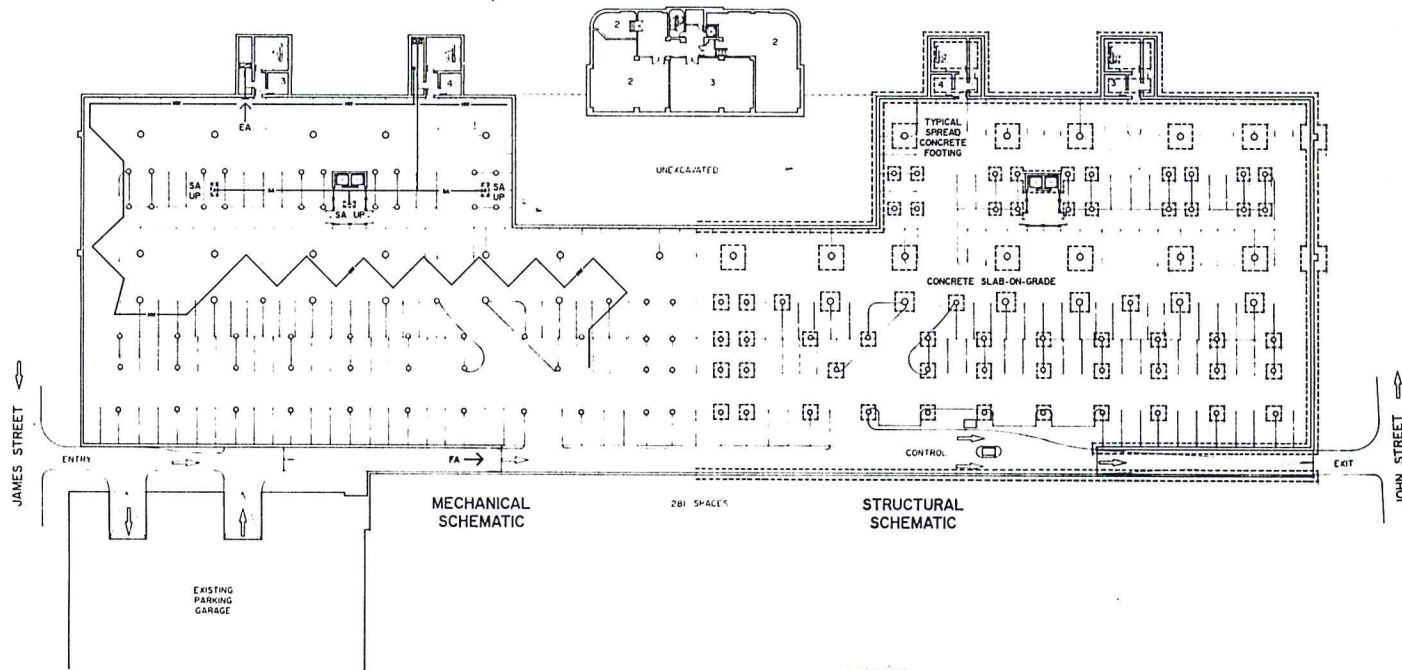 2
2
2
3
3
4
4
3
EA
TYPICAL
SPREAD
CONCRETE
FOOTING
UNEXCAVATED
SA
UP
SA
SA
UP
SA UP
CONCRETE SLAB-ON-GRADE
JAMES STREET
ENTRY
FA
CONTROL
EXIT
JOHN STREET
MECHANICAL
SCHEMATIC
281 SPACES
STRUCTURAL
SCHEMATIC
EXISTING
PARKING
GARAGE